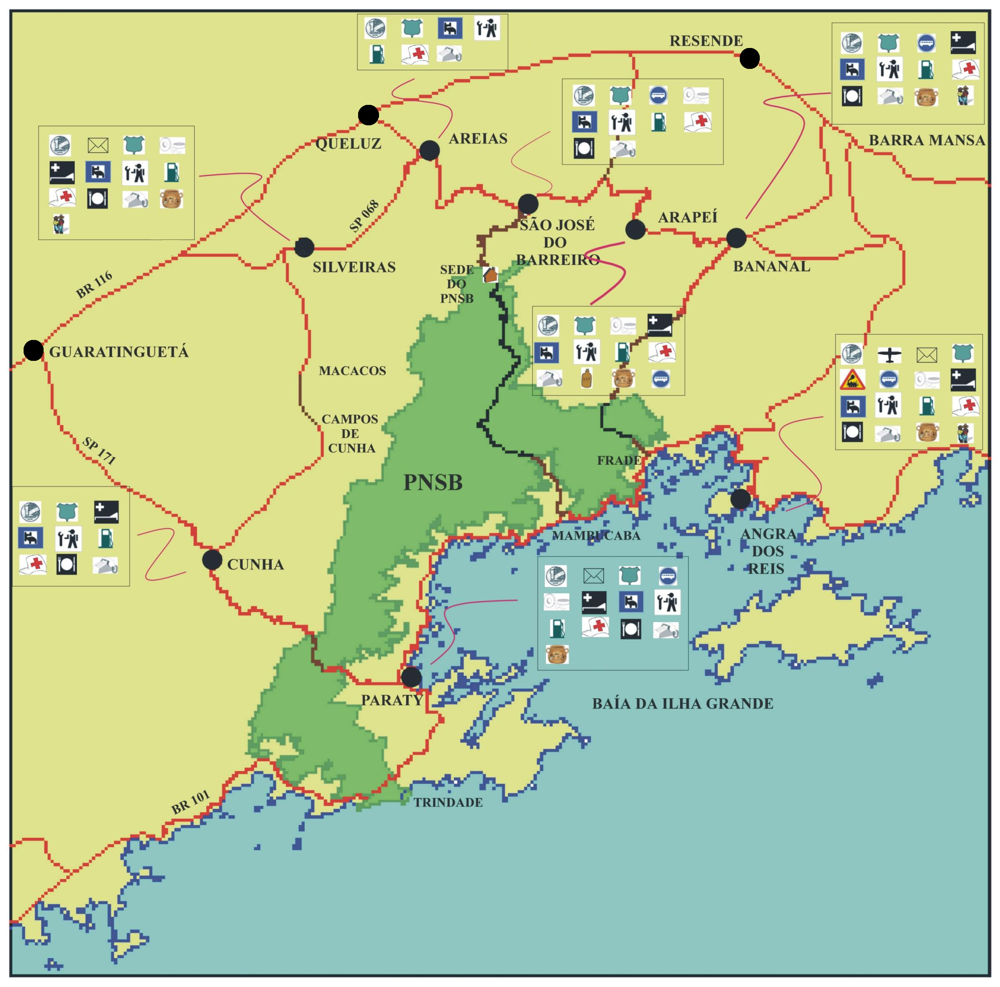 RESENDE
BARRA MANSA
QUELUZ
AREIAS
SP 068
SÃO JOSÉ
DO
BARREIRO
ARAPEÍ
BANANAL
SILVEIRAS
BR 116
SEDE
DO
PNSB
GUARATINGUETÁ
MACACOS
CAMPOS
DE
CUNHA
SP 171
FRADE
PNSB
MAMBUCABA
ANGRA
DOS
REIS
CUNHA
PARATY
BAÍA DA ILHA GRANDE
BR 101
TRINDADE